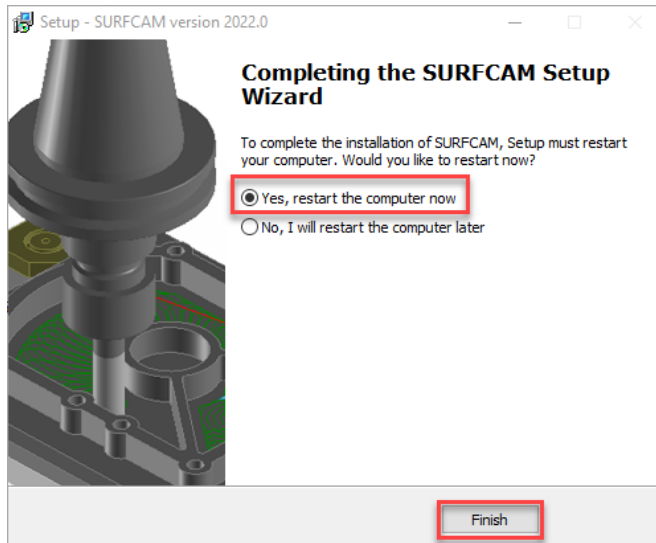 Setup - SURFCAM version 2022.0
Completing the SURFCAM Setup
Wizard
To complete the installation of SURFCAM, Setup must restart
your computer. Would you like to restart now?
Yes, restart the computer now
No, I will restart the computer later
Finish